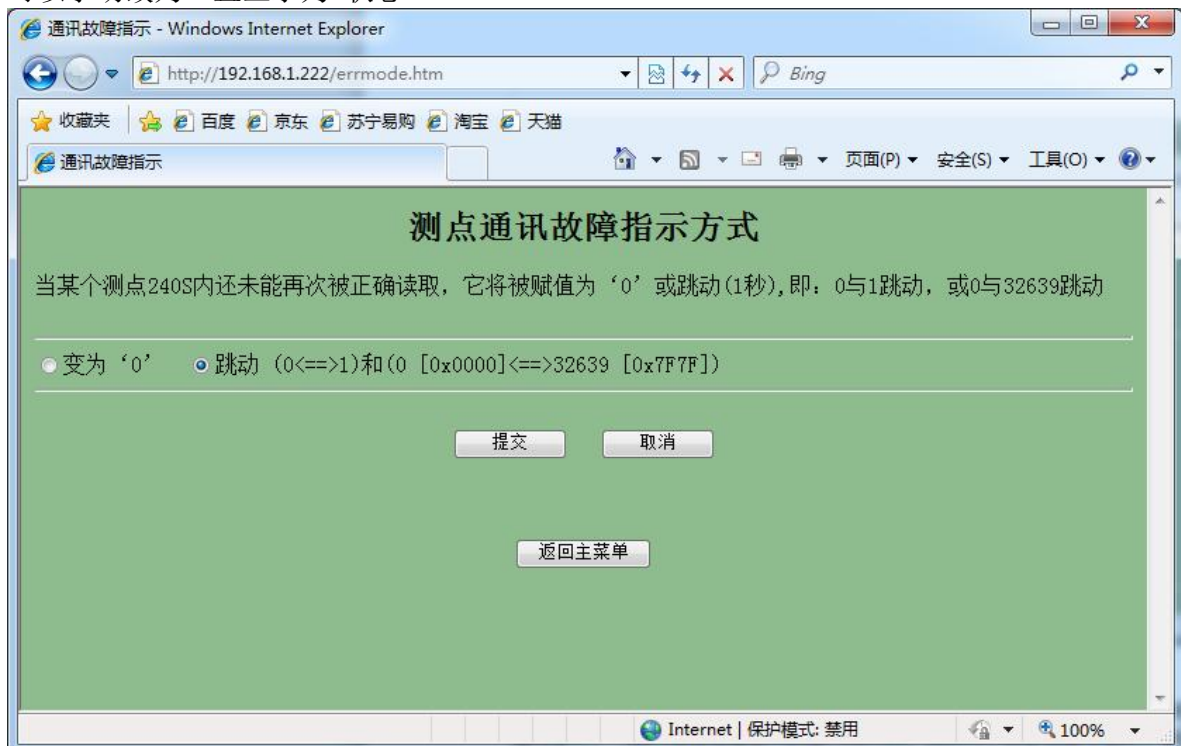 通讯故障指示 - Windows Internet Explorer
http://192.168.1.222/errmode.htm
Bing
收藏夹 百度 京东 苏宁易购 淘宝 天猫
通讯故障指示 页面(P) 安全(S) 工具(O)
测点通讯故障指示方式
当某个测点240S内还未能再次被正确读取，它将被赋值为‘0’或跳动(1秒),即：0与1跳动，或0与32639跳动
变为‘0’ 跳动 (0<==>1)和(0 [0x0000]<==>32639 [0x7F7F])
提交 取消
返回主菜单
Internet | 保护模式: 禁用 100%